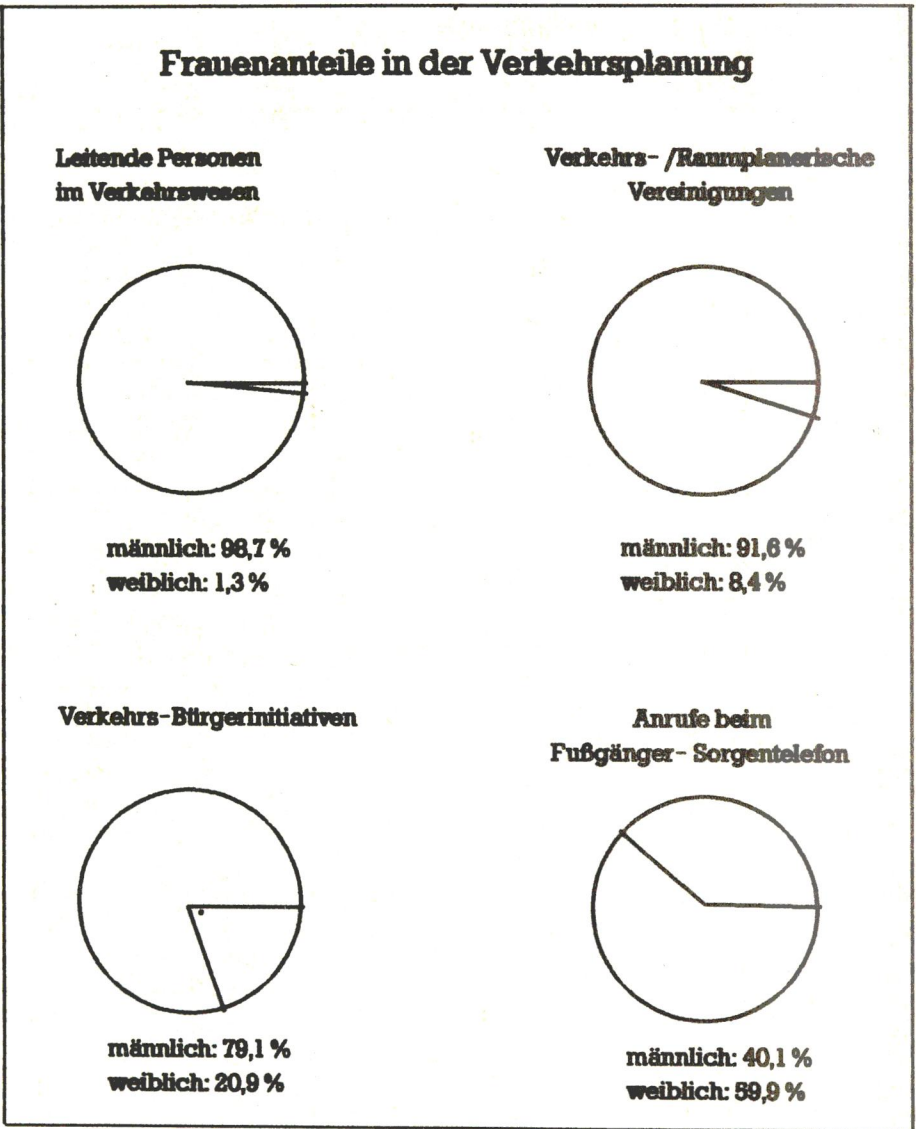 Frauenanteile in der Verkehrsplanung
Leitende Personen
im Verkehrswesen
männlich: 98,7 %
weiblich: 1,3 %
Verkehrs- /Raumplanerische
Vereinigungen
männlich: 91,6 %
weiblich: 8,4 %
Verkehrs-Bürgerinitiativen
männlich: 79,1 %
weiblich: 20,9 %
Anrufe beim
Fußgänger- Sorgentelefon
männlich: 40,1 %
weiblich: 59,9 %